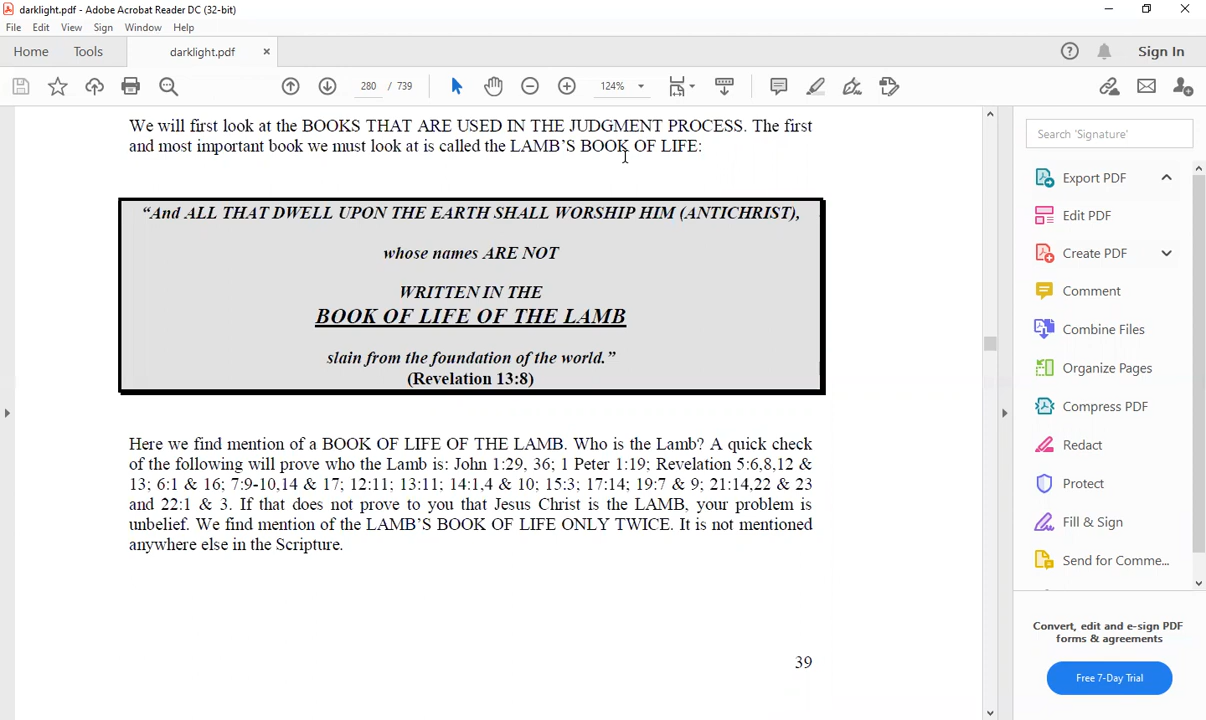 darklight.pdf - Adobe Acrobat Reader DC (32-bit)
File Edit View Sign Window Help
Home Tools darklight.pdf × Sign In
280 / 739 124%
We will first look at the BOOKS THAT ARE USED IN THE JUDGMENT PROCESS. The first
and most important book we must look at is called the LAMB'S BOOK OF LIFE:
“And ALL THAT DWELL UPON THE EARTH SHALL WORSHIP HIM (ANTICHRIST),
whose names ARE NOT
WRITTEN IN THE
BOOK OF LIFE OF THE LAMB
slain from the foundation of the world.”
(Revelation 13:8)
Here we find mention of a BOOK OF LIFE OF THE LAMB. Who is the Lamb? A quick check
of the following will prove who the Lamb is: John 1:29, 36; 1 Peter 1:19; Revelation 5:6,8,12 &
13; 6:1 & 16; 7:9-10,14 & 17; 12:11; 13:11; 14:1,4 & 10; 15:3; 17:14; 19:7 & 9; 21:14,22 & 23
and 22:1 & 3. If that does not prove to you that Jesus Christ is the LAMB, your problem is
unbelief. We find mention of the LAMB'S BOOK OF LIFE ONLY TWICE. It is not mentioned
anywhere else in the Scripture.
39
Search 'Signature'
Export PDF
Edit PDF
Create PDF
Comment
Combine Files
Organize Pages
Compress PDF
Redact
Protect
Fill & Sign
Send for Comme...
Convert, edit and e-sign PDF
forms & agreements
Free 7-Day Trial